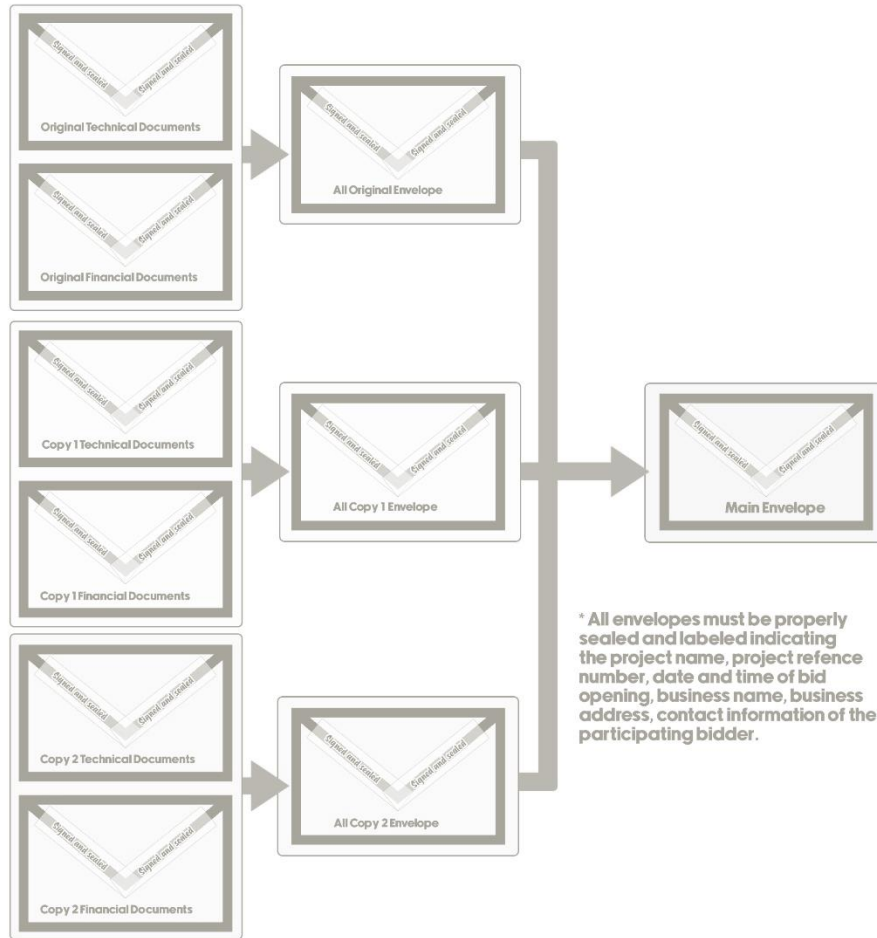 Signed and sealed
Signed and sealed
Original Technical Documents
Signed and sealed
Signed and sealed
Original Financial Documents
Signed and sealed
Signed and sealed
All Original Envelope
Signed and sealed
Signed and sealed
Copy 1 Technical Documents
Signed and sealed
Signed and sealed
Copy 1 Financial Documents
Signed and sealed
Signed and sealed
All Copy 1 Envelope
Signed and sealed
Signed and sealed
Copy 2 Technical Documents
Signed and sealed
Signed and sealed
Copy 2 Financial Documents
Signed and sealed
Signed and sealed
All Copy 2 Envelope
Signed and sealed
Signed and sealed
Main Envelope
* All envelopes must be properly
sealed and labeled indicating
the project name, project refence
number, date and time of bid
opening, business name, business
address, contact information of the
participating bidder.